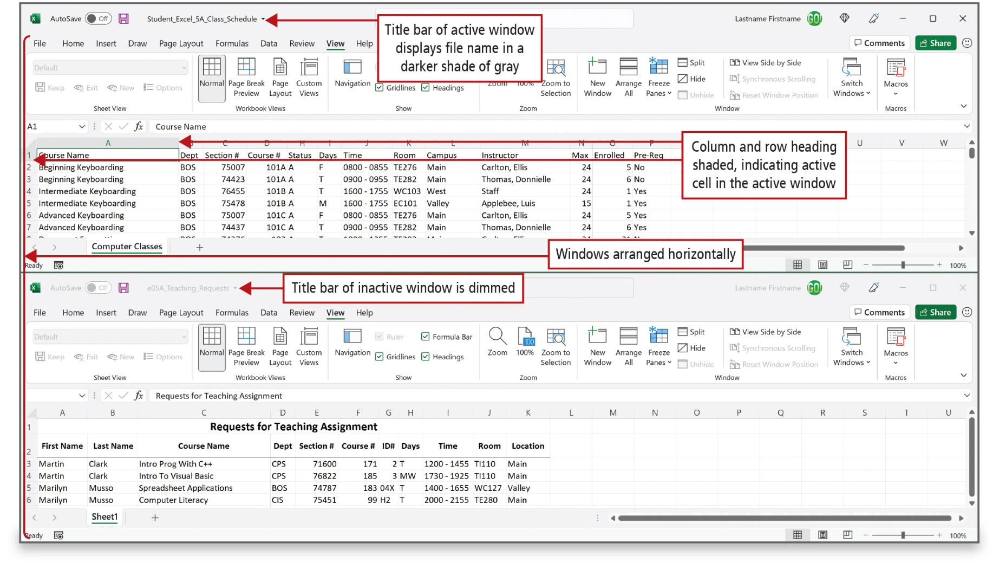 AutoSave Off Student_Excel_5A_Class_Schedule Lastname Firstname GO!
Title bar of active window
displays file name in a
darker shade of gray
File Home Insert Draw Page Layout Formulas Data Review View Help Comments Share
Default
Keep Exit New Options
Sheet View
Normal Page Break Preview Page Layout Custom Views
Workbook Views
Navigation Gridlines Headings
Show
Zoom 100% Zoom to Selection
Zoom
New Window Arrange All Freeze Panes Split Hide Unhide
View Side by Side
Synchronous Scrolling
Reset Window Position
Switch Windows
Window
Macros
Macros
A1 fx Course Name
A C D H I J K L M N O P U V W
Column and row heading
shaded, indicating active
cell in the active window
1 Course Name Dept Section # Course # Status Days Time Room Campus Instructor Max Enrolled Pre-Req
2 Beginning Keyboarding BOS 75007 101A A F 0800 - 0855 TE276 Main Carlton, Ellis 24 5 No
3 Beginning Keyboarding BOS 74423 101A A T 0900 - 0955 TE282 Main Thomas, Donnielle 24 6 No
4 Intermediate Keyboarding BOS 76455 101B A T 1600 - 1755 WC103 West Staff 24 1 Yes
5 Intermediate Keyboarding BOS 75478 101B A M 1600 - 1755 EC101 Valley Applebee, Luis 15 1 Yes
6 Advanced Keyboarding BOS 75007 101C A F 0800 - 0855 TE276 Main Carlton, Ellis 24 5 Yes
7 Advanced Keyboarding BOS 74437 101C A T 0900 - 0955 TE282 Main Thomas, Donnielle 24 6 Yes
Computer Classes
Windows arranged horizontally
Ready 100%
AutoSave Off e05A_Teaching_Requests Lastname Firstname GO!
Title bar of inactive window is dimmed
File Home Insert Draw Page Layout Formulas Data Review View Help Comments Share
Default
Keep Exit New Options
Sheet View
Normal Page Break Preview Page Layout Custom Views
Workbook Views
Navigation Ruler Formula Bar
Gridlines Headings
Show
Zoom 100% Zoom to Selection
Zoom
New Window Arrange All Freeze Panes Split Hide Unhide
View Side by Side
Synchronous Scrolling
Reset Window Position
Switch Windows
Window
Macros
Macros
fx Requests for Teaching Assignment
A B C D E F G H I J K L M N O P Q R S T U
1 Requests for Teaching Assignment
2 First Name Last Name Course Name Dept Section # Course # ID# Days Time Room Location
3 Martin Clark Intro Prog With C++ CPS 71600 171 2 T 1200 - 1455 TI110 Main
4 Martin Clark Intro To Visual Basic CPS 76822 185 3 MW 1730 - 1925 TI110 Main
5 Marilyn Musso Spreadsheet Applications BOS 74787 183 04X T 1400 - 1655 WC127 Valley
6 Marilyn Musso Computer Literacy CIS 75451 99 H2 T 2000 - 2155 TE280 Main
Sheet1
Ready 100%